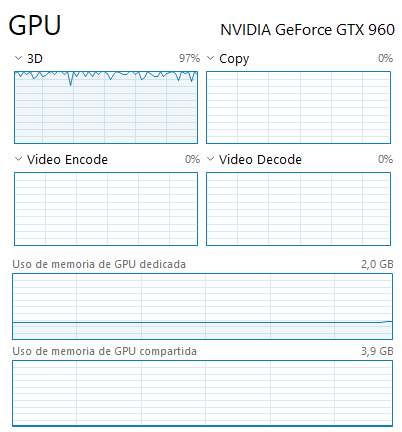 GPU NVIDIA GeForce GTX 960
3D 97% Copy 0%
Video Encode 0% Video Decode 0%
Uso de memoria de GPU dedicada 2,0 GB
Uso de memoria de GPU compartida 3,9 GB